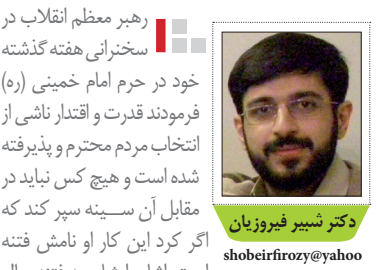 رهبر معظم انقلاب در
سخنرانی هفته گذشته
خود در حرم امام خمینی (ره)
فرمودند قدرت و اقتدار ناشی از
انتخاب مردم محترم و پذیرفته
شده است و هیچ کس نباید در
مقابل آن سـینه سپر کند که
اگر کرد این کار او نامش فتنه
دکتر شبیر فیروزیان
shobeirfirozy@yahoo